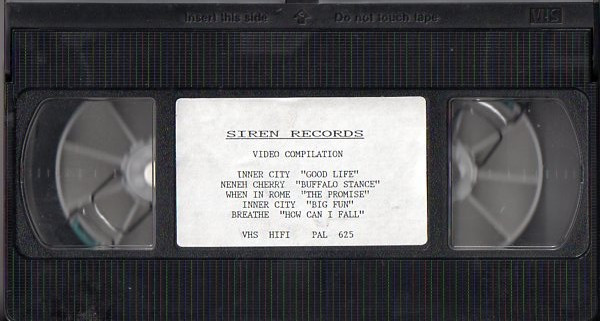 Insert this side Do not touch tape VHS
SIREN RECORDS
VIDEO COMPILATION
INNER CITY "GOOD LIFE"
NENEH CHERRY "BUFFALO STANCE"
WHEN IN ROME "THE PROMISE"
INNER CITY "BIG FUN"
BREATHE "HOW CAN I FALL"
VHS HIFI PAL 625